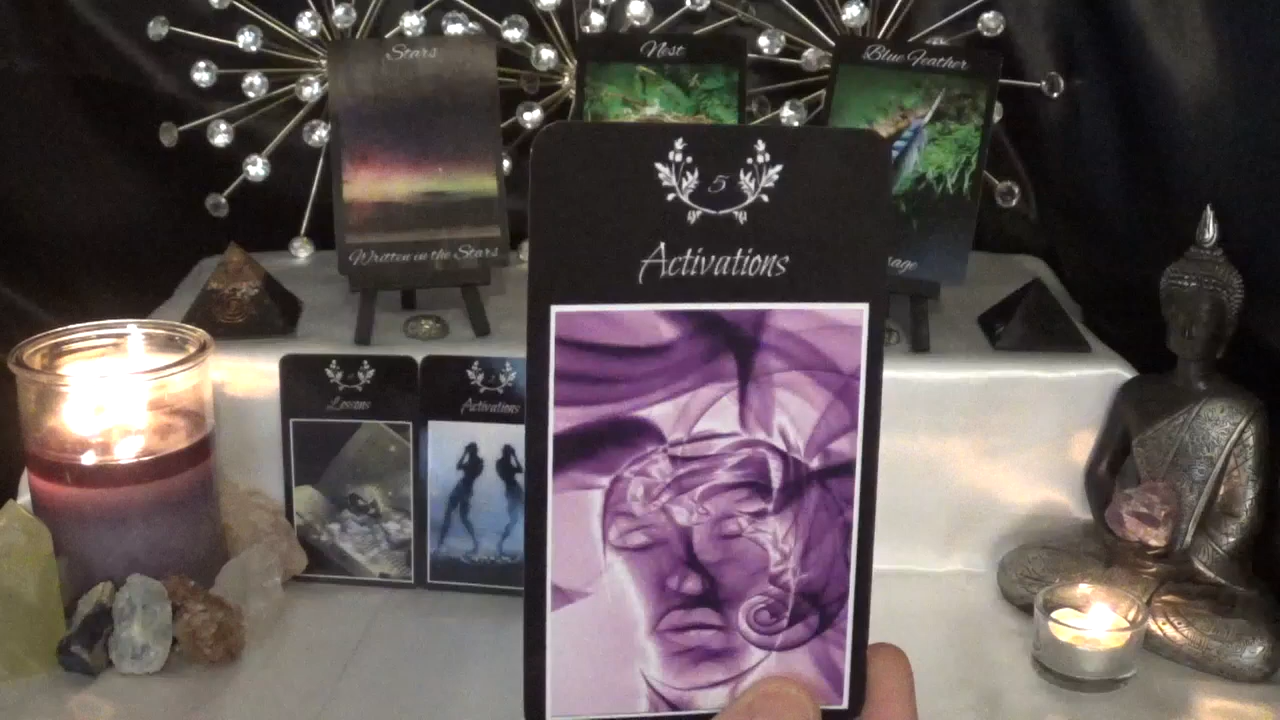 Stars
Written in the Stars
Nest
Blue Feather
5
Activations
Lessons
Activations